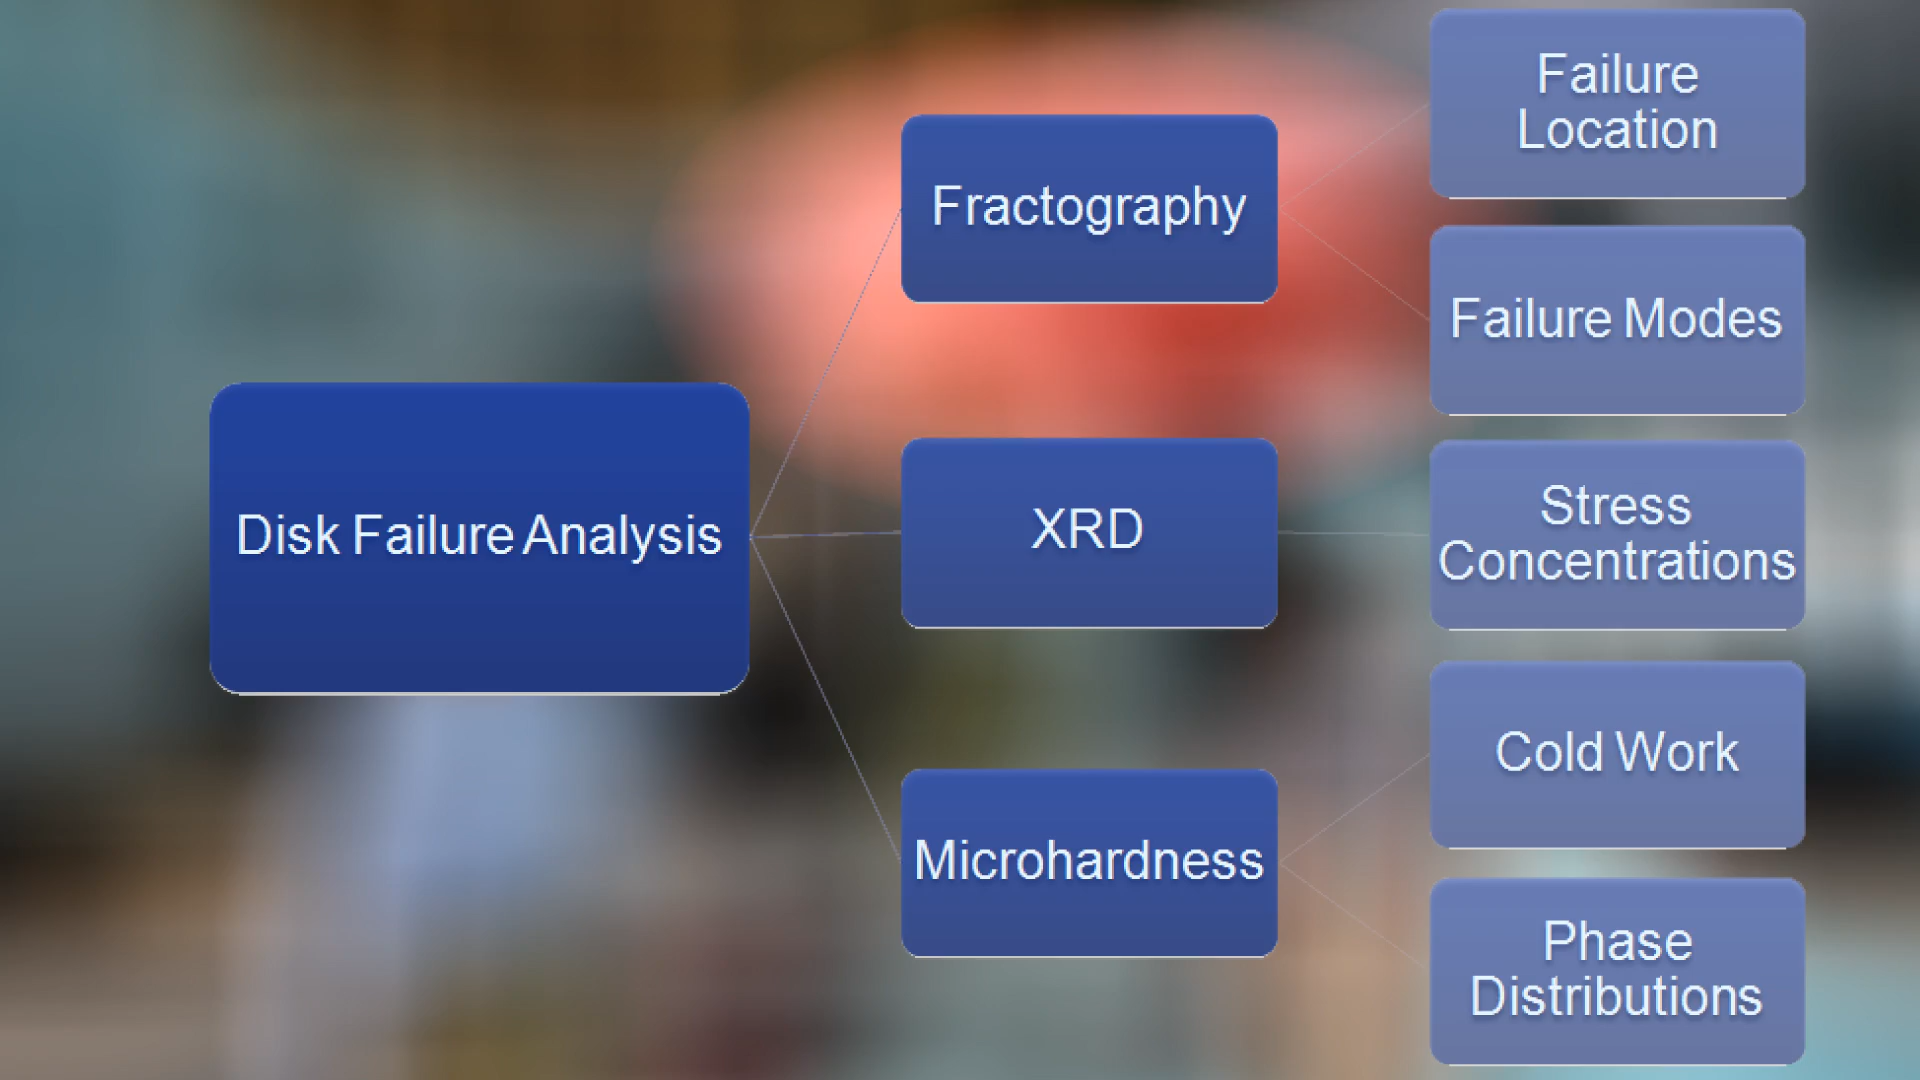 Disk Failure Analysis
Fractography
Failure
Location
Failure Modes
XRD
Stress
Concentrations
Microhardness
Cold Work
Phase
Distributions